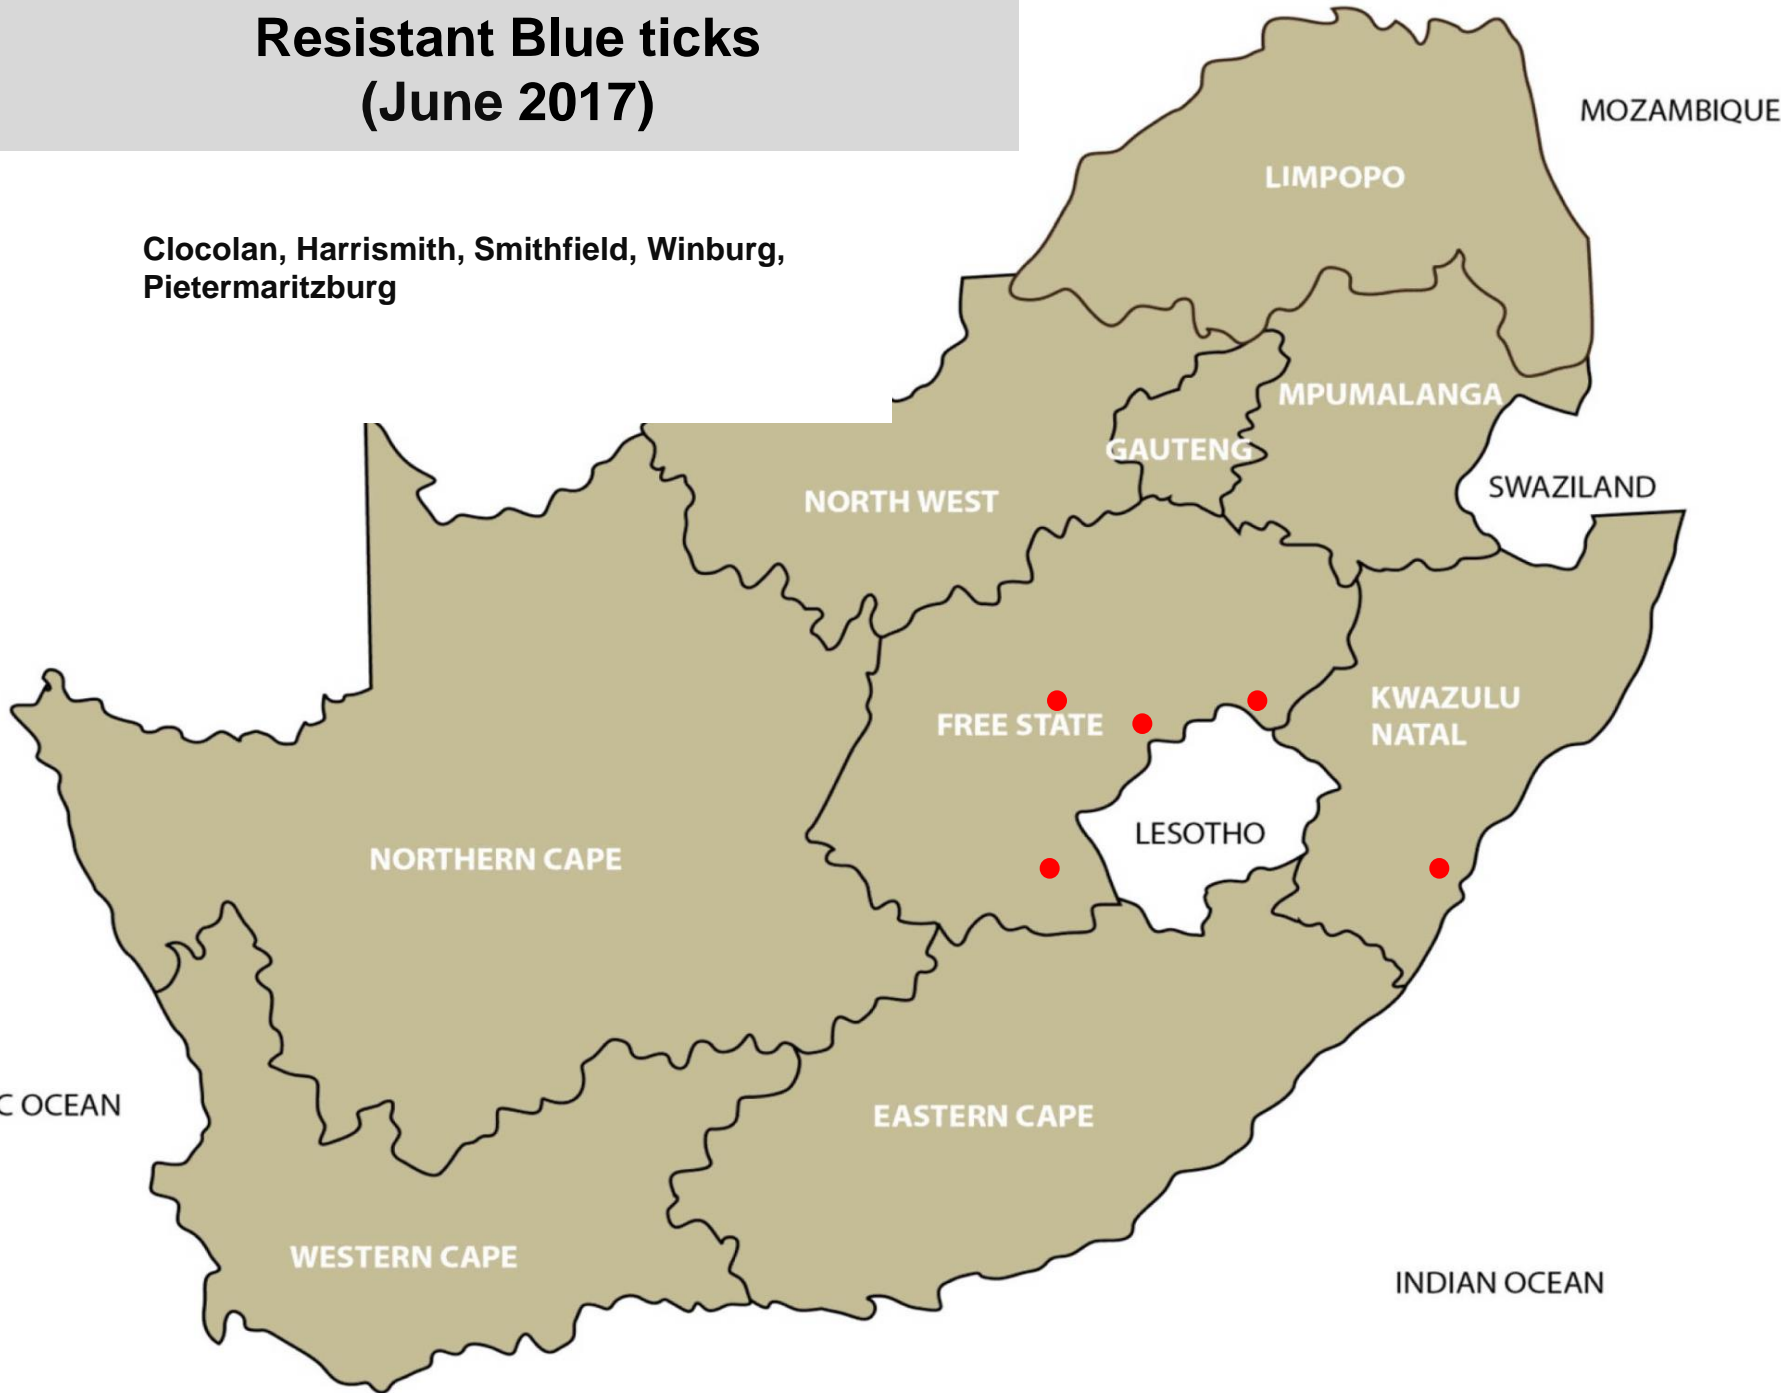 Resistant Blue ticks
(June 2017)
MOZAMBIQUE
LIMPOPO
Clocolan, Harrismith, Smithfield, Winburg,
Pietermaritzburg
MPUMALANGA
GAUTENG
SWAZILAND
NORTH WEST
KWAZULU
NATAL
FREE STATE
LESOTHO
NORTHERN CAPE
C OCEAN
EASTERN CAPE
WESTERN CAPE
INDIAN OCEAN